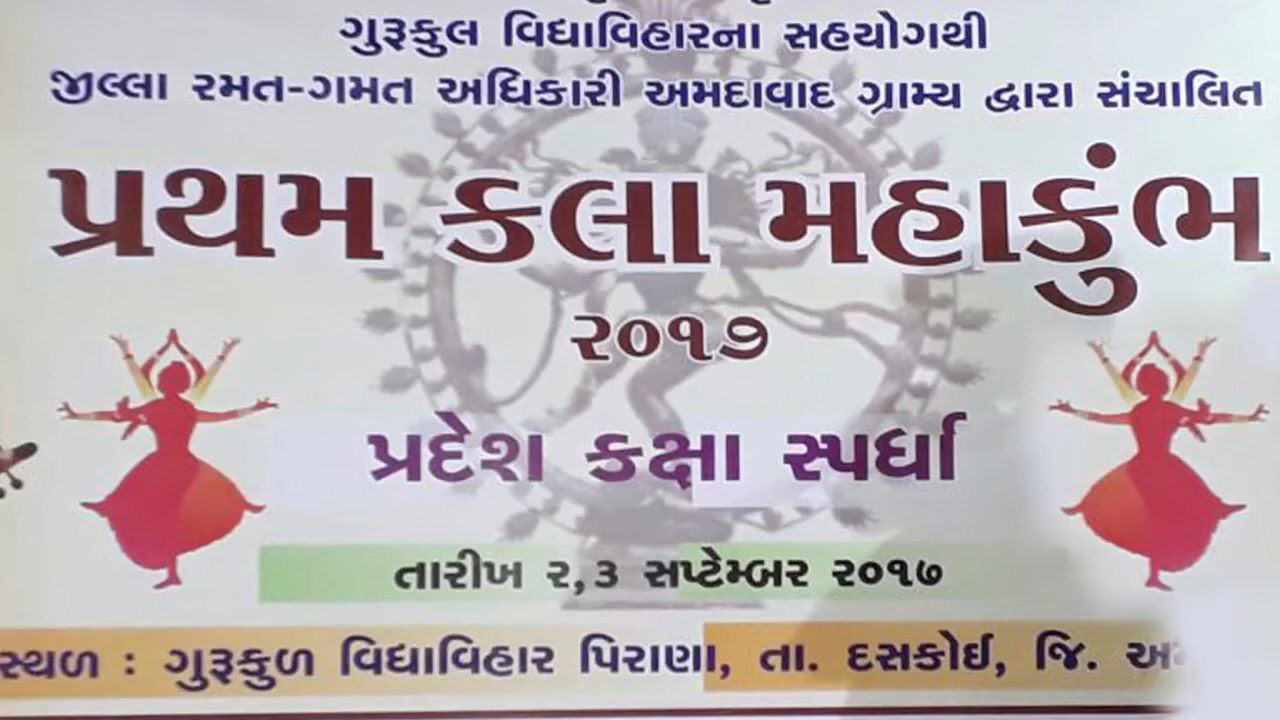 ગુરૂકુલ વિદ્યાવિહારના સહયોગથી
જીલ્લા રમત-ગમત અધિકારી અમદાવાદ ગ્રામ્ય દ્વારા સંચાલિત
પ્રથમ કલા મહાકુંભ
૨૦૧૭
પ્રદેશ કક્ષા સ્પર્ધા
તારીખ ૨,૩ સપ્ટેમ્બર ૨૦૧૭
સ્થળ : ગુરૂકુળ વિદ્યાવિહાર પિરાણા, તા. દસકોઈ, જિ.